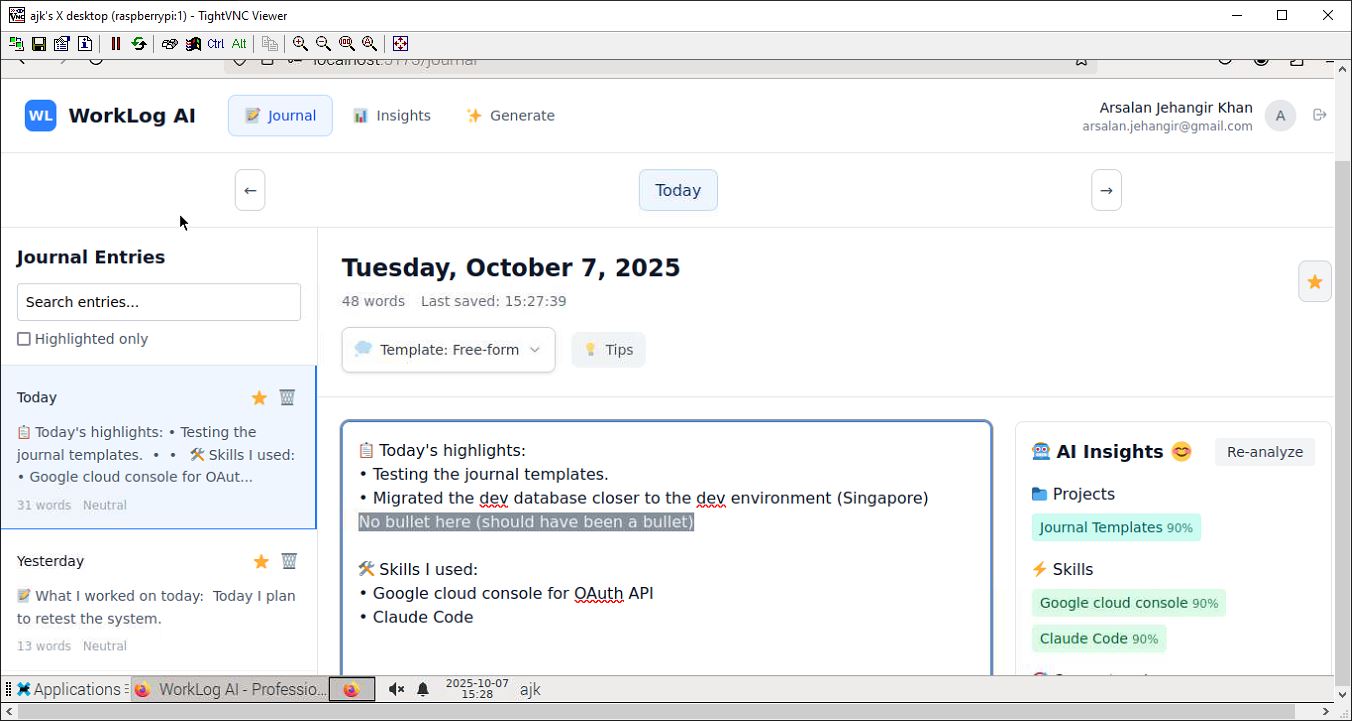 ajk's X desktop (raspberrypi:1) - TightVNC Viewer
Ctrl Alt
localhost:5173/journal
WL WorkLog AI
📝 Journal
📊 Insights
✨ Generate
Arsalan Jehangir Khan
arsalan.jehangir@gmail.com
A
←
Today
→
Journal Entries
Search entries...
Highlighted only
Today
📋 Today's highlights: • Testing the
journal templates. • • 🛠️ Skills I used:
• Google cloud console for OAut...
31 words Neutral
Yesterday
📝 What I worked on today: Today I plan
to retest the system.
13 words Neutral
Tuesday, October 7, 2025
48 words Last saved: 15:27:39
💭 Template: Free-form
💡 Tips
📋 Today's highlights:
• Testing the journal templates.
• Migrated the dev database closer to the dev environment (Singapore)
No bullet here (should have been a bullet)
🛠️ Skills I used:
• Google cloud console for OAuth API
• Claude Code
🤖 AI Insights 😊
Re-analyze
📁 Projects
Journal Templates 90%
⚡ Skills
Google cloud console 90%
Claude Code 90%
Applications
WorkLog AI - Professio...
2025-10-07
15:28
ajk